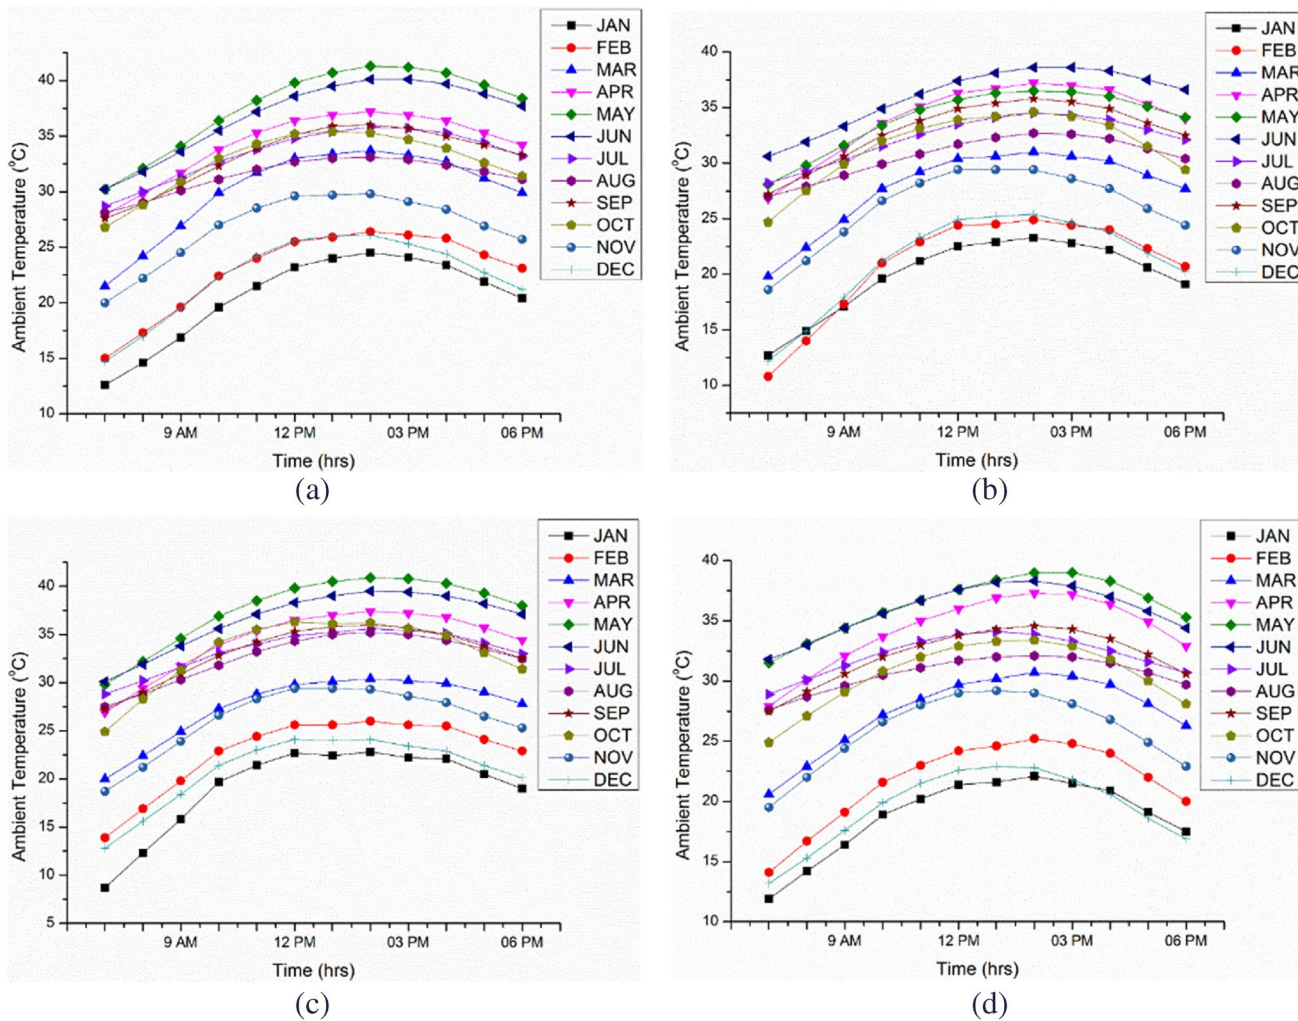 JAN
FEB
MAR
APR
MAY
JUN
JUL
AUG
SEP
OCT
NOV
DEC
40
35
30
25
20
15
10
Ambient Temperature (°C)
9 AM 12 PM 03 PM 06 PM
Time (hrs)
(a)
JAN
FEB
MAR
APR
MAY
JUN
JUL
AUG
SEP
OCT
NOV
DEC
40
35
30
25
20
15
10
Ambient Temperature (°C)
9 AM 12 PM 03 PM 06 PM
Time (hrs)
(b)
JAN
FEB
MAR
APR
MAY
JUN
JUL
AUG
SEP
OCT
NOV
DEC
40
35
30
25
20
15
10
5
Ambient Temperature (°C)
9 AM 12 PM 03 PM 06 PM
Time (hrs)
(c)
JAN
FEB
MAR
APR
MAY
JUN
JUL
AUG
SEP
OCT
NOV
DEC
40
35
30
25
20
15
10
Ambient Temperature (°C)
9 AM 12 PM 03 PM 06 PM
Time (hrs)
(d)